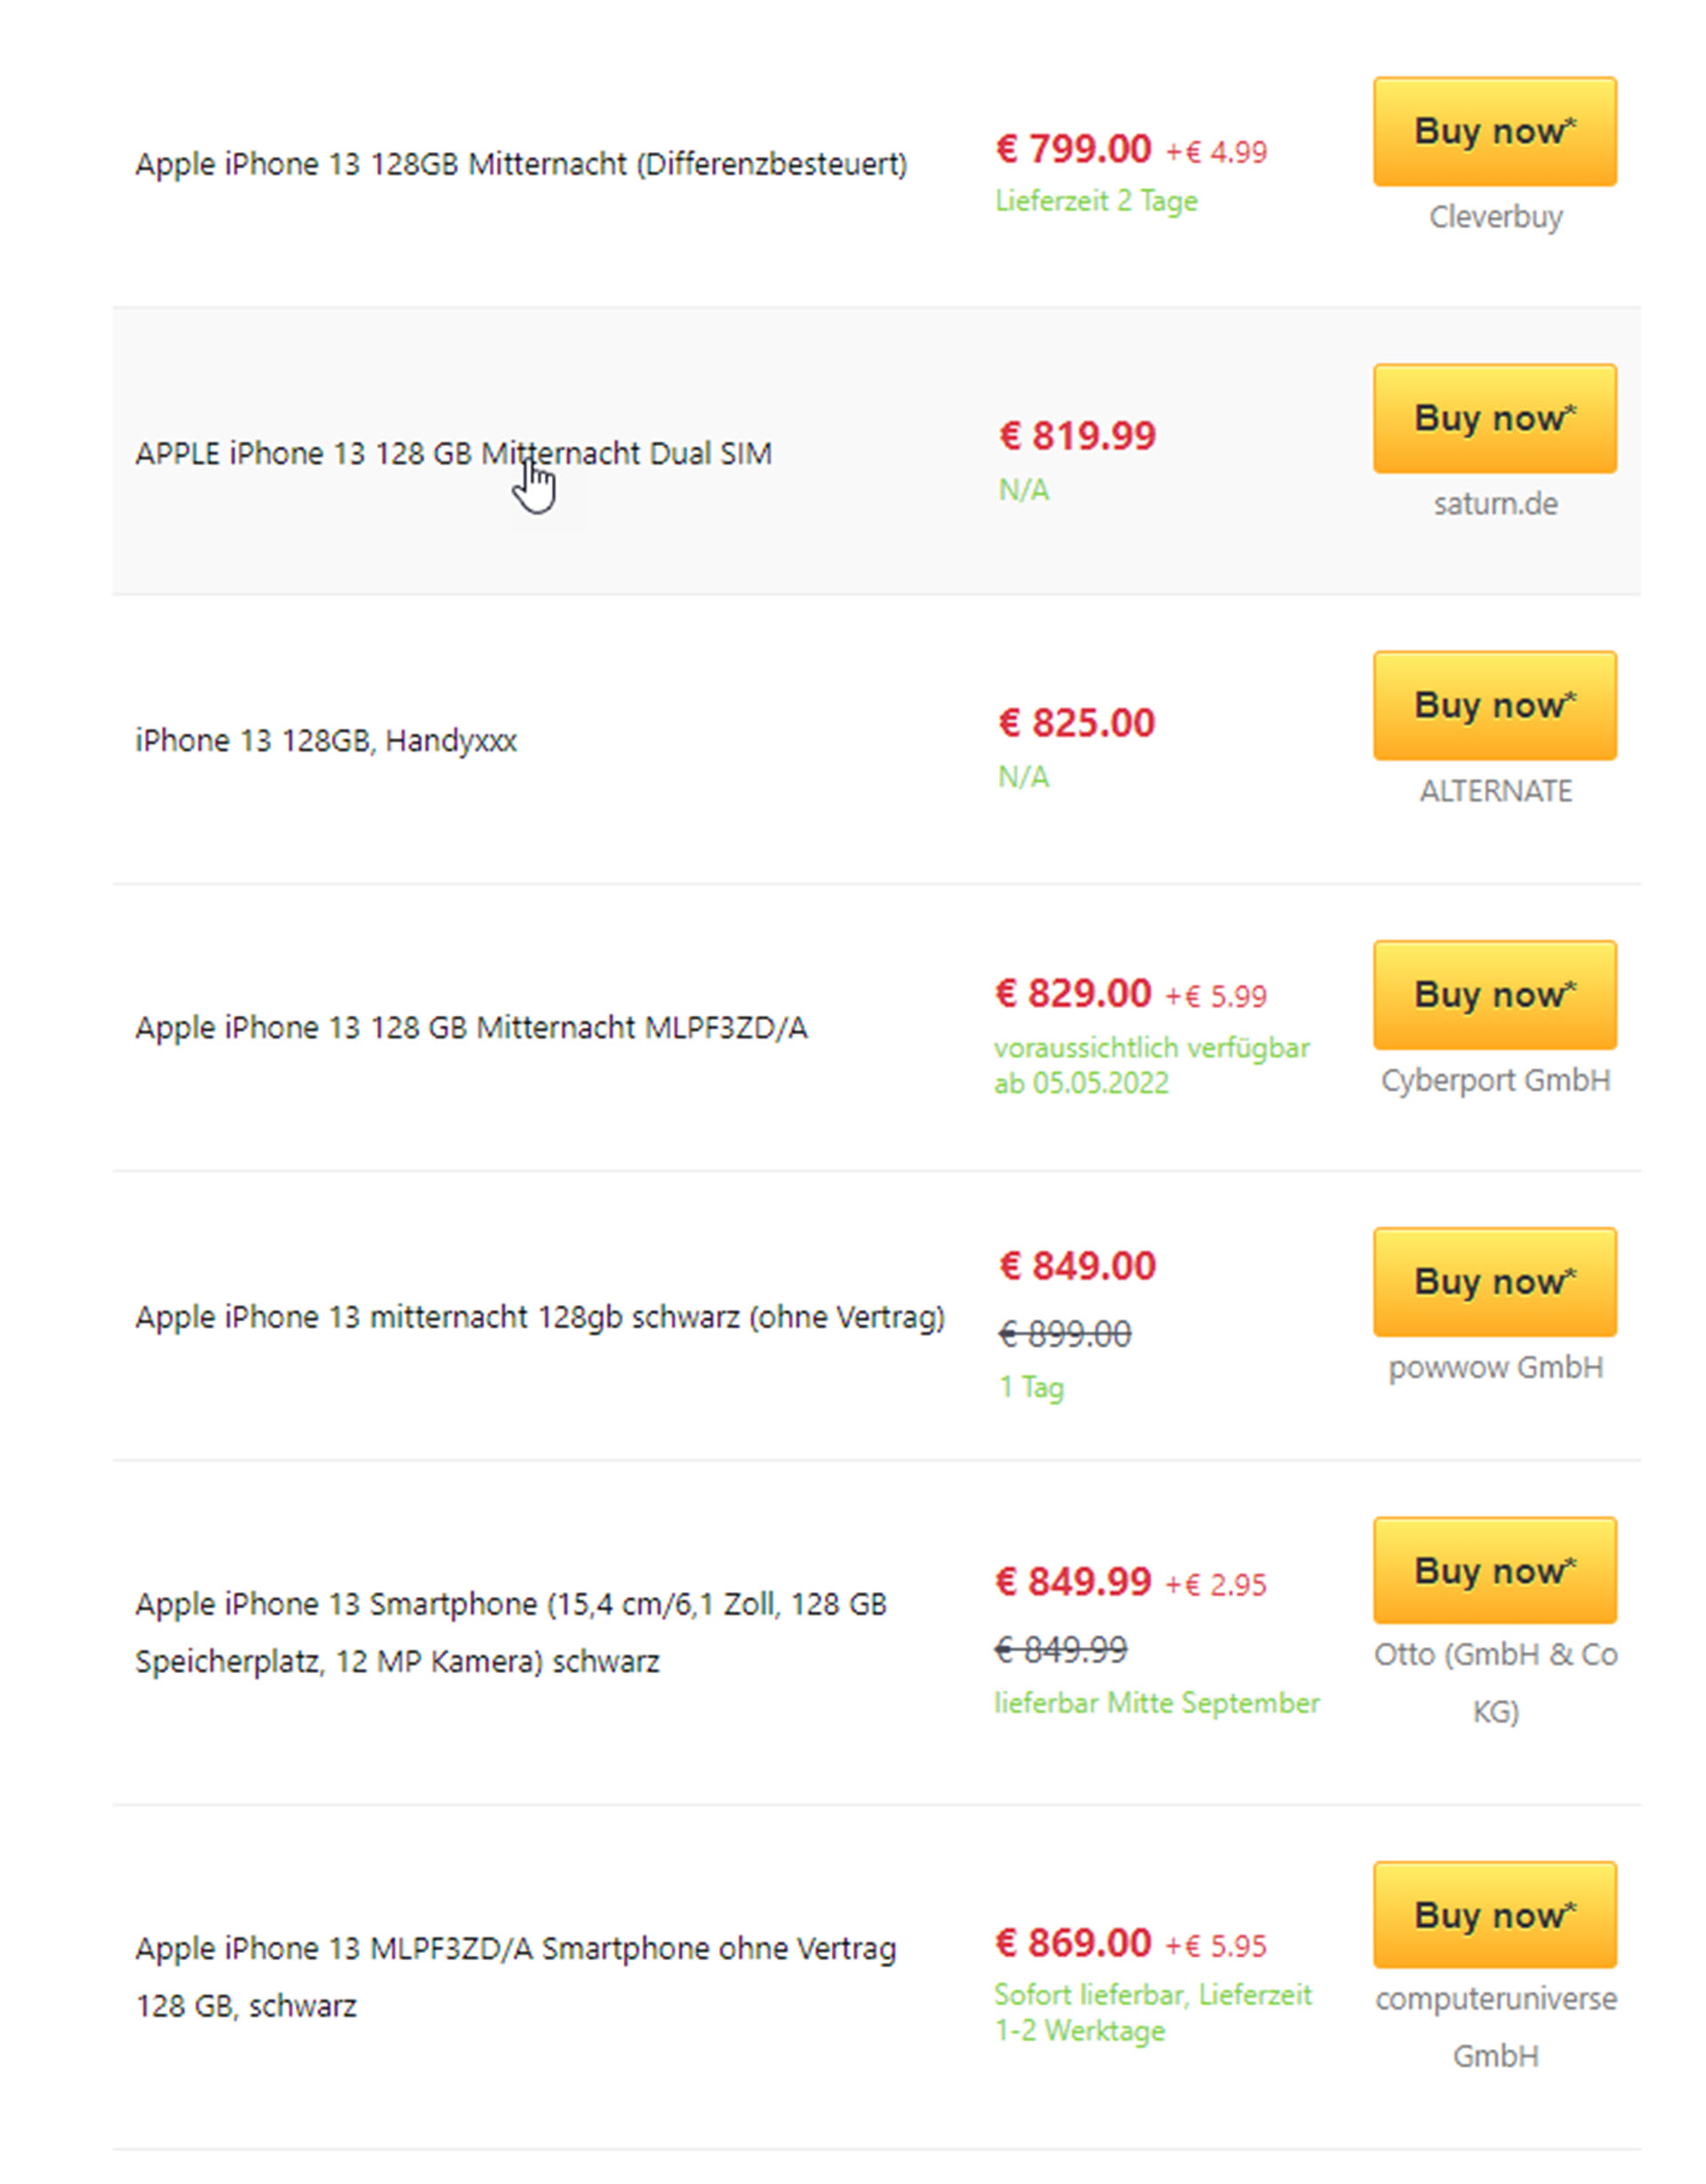 Apple iPhone 13 128GB Mitternacht (Differenzbesteuert)
€ 799.00 +€ 4.99
Lieferzeit 2 Tage
Buy now*
Cleverbuy
APPLE iPhone 13 128 GB Mitternacht Dual SIM
€ 819.99
N/A
Buy now*
saturn.de
iPhone 13 128GB, Handyxxx
€ 825.00
N/A
Buy now*
ALTERNATE
Apple iPhone 13 128 GB Mitternacht MLPF3ZD/A
€ 829.00 +€ 5.99
voraussichtlich verfügbar
ab 05.05.2022
Buy now*
Cyberport GmbH
Apple iPhone 13 mitternacht 128gb schwarz (ohne Vertrag)
€ 849.00
€ 899.00
1 Tag
Buy now*
powwow GmbH
Apple iPhone 13 Smartphone (15,4 cm/6,1 Zoll, 128 GB
Speicherplatz, 12 MP Kamera) schwarz
€ 849.99 +€ 2.95
€ 849.99
lieferbar Mitte September
Buy now*
Otto (GmbH & Co
KG)
Apple iPhone 13 MLPF3ZD/A Smartphone ohne Vertrag
128 GB, schwarz
€ 869.00 +€ 5.95
Sofort lieferbar, Lieferzeit
1-2 Werktage
Buy now*
computeruniverse
GmbH